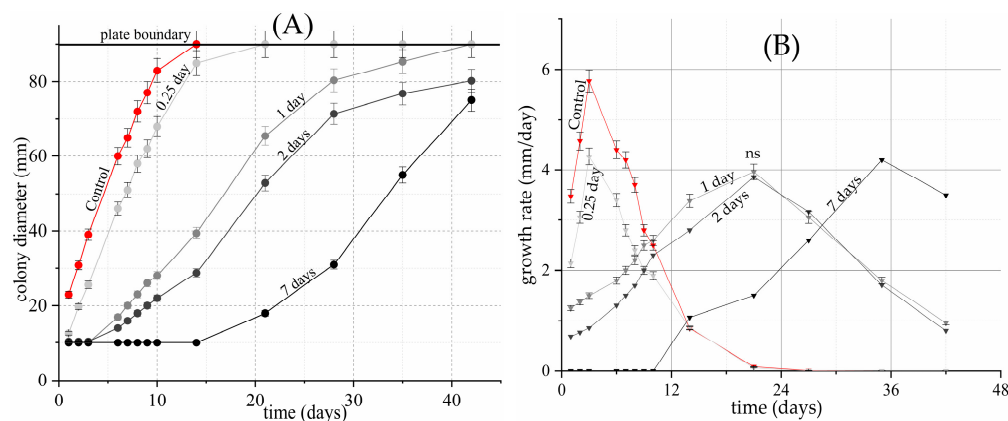 (A)
plate boundary
Control
0.25 day
1 day
2 days
7 days
colony diameter (mm)
80
60
40
20
0
0 10 20 30 40
time (days)
(B)
Control
0.25 day
1 day
2 days
7 days
ns
growth rate (mm/day)
6
4
2
0
0 12 24 36 48
time (days)